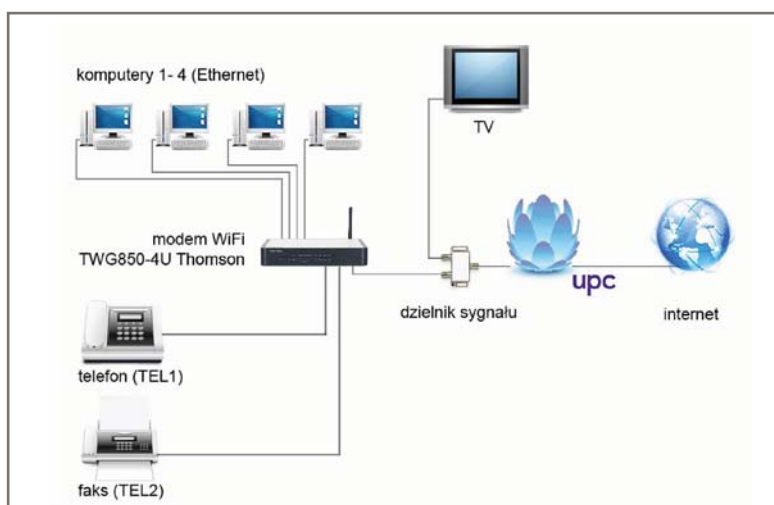 komputery 1- 4 (Ethernet)
TV
modem WiFi
TWG850-4U Thomson
upc
dzielnik sygnału
internet
telefon (TEL1)
faks (TEL2)